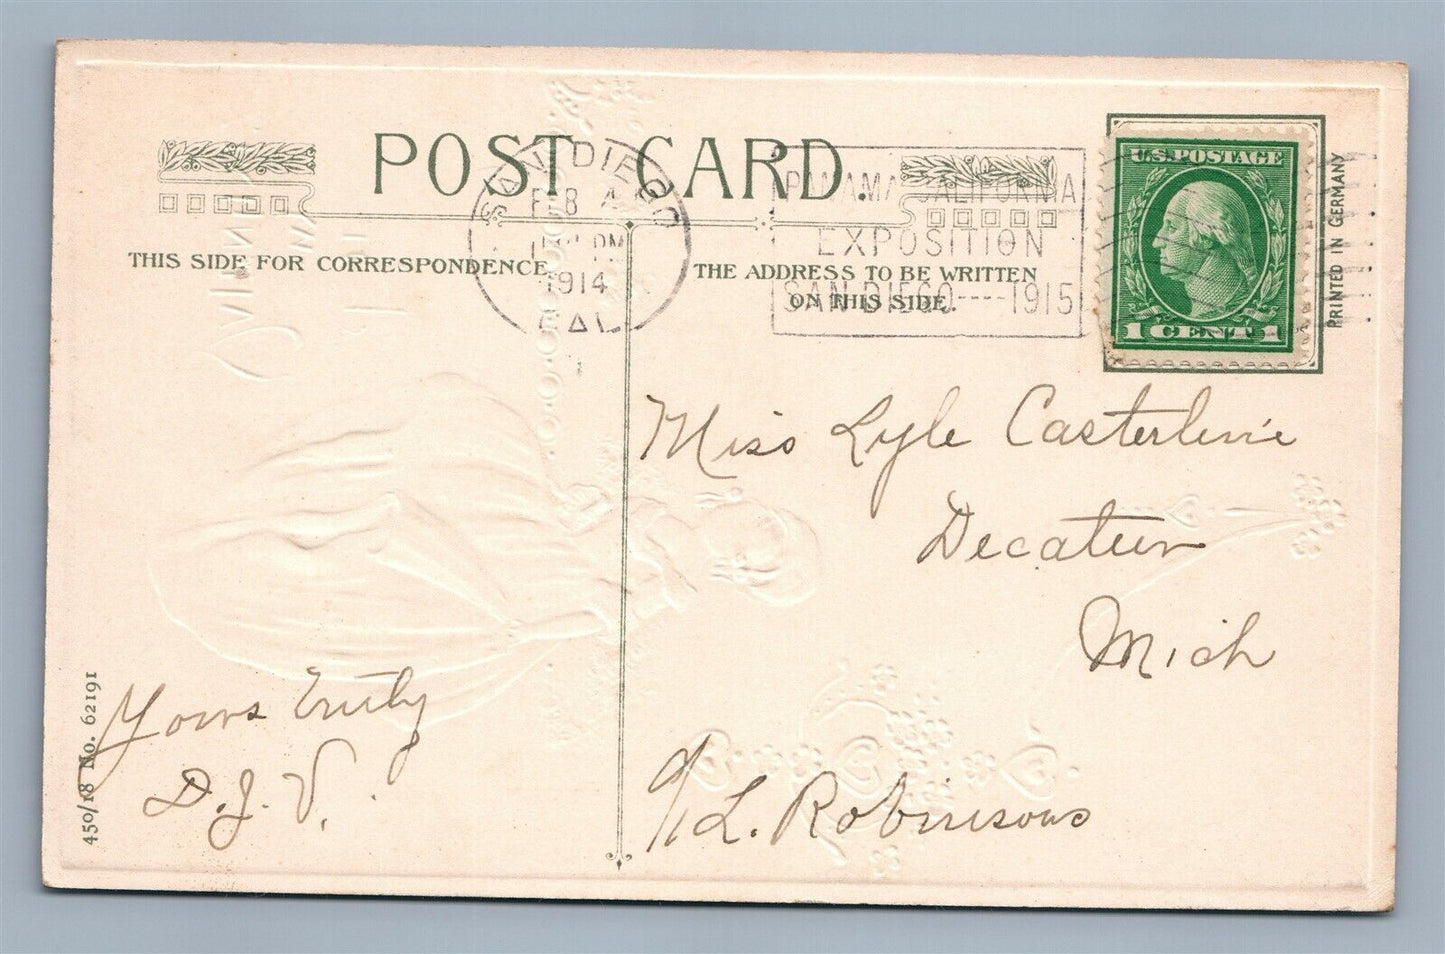 POST CARD.
THIS SIDE FOR CORRESPONDENCE
THE ADDRESS TO BE WRITTEN
ON THIS SIDE.
SAN DIEGO
FEB 4
PM
1914
CAL.
PANAMA-CALIFORNIA
EXPOSITION
SAN DIEGO----1915
U.S. POSTAGE
1 CENT 1
PRINTED IN GERMANY
Miss Lyle Casterline
Decatur
Mich
c/o L. Robinsons
Yours Truly
D. J. V.
450/18 No. 62191